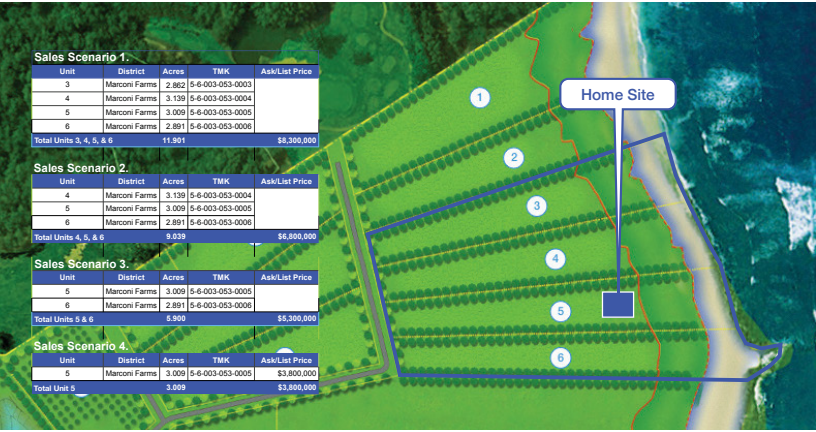 Sales Scenario 1.
Unit District Acres TMK Ask/List Price
3 Marconi Farms 2.862 5-6-003-053-0003
4 Marconi Farms 3.139 5-6-003-053-0004
5 Marconi Farms 3.009 5-6-003-053-0005
6 Marconi Farms 2.891 5-6-003-053-0006
Total Units 3, 4, 5, & 6 11.901 $8,300,000
Sales Scenario 2.
Unit District Acres TMK Ask/List Price
4 Marconi Farms 3.139 5-6-003-053-0004
5 Marconi Farms 3.009 5-6-003-053-0005
6 Marconi Farms 2.891 5-6-003-053-0006
Total Units 4, 5, & 6 9.039 $6,800,000
Sales Scenario 3.
Unit District Acres TMK Ask/List Price
5 Marconi Farms 3.009 5-6-003-053-0005
6 Marconi Farms 2.891 5-6-003-053-0006
Total Units 5 & 6 5.900 $5,300,000
Sales Scenario 4.
Unit District Acres TMK Ask/List Price
5 Marconi Farms 3.009 5-6-003-053-0005 $3,800,000
Total Unit 5 3.009 $3,800,000
Home Site
1
2
3
4
5
6